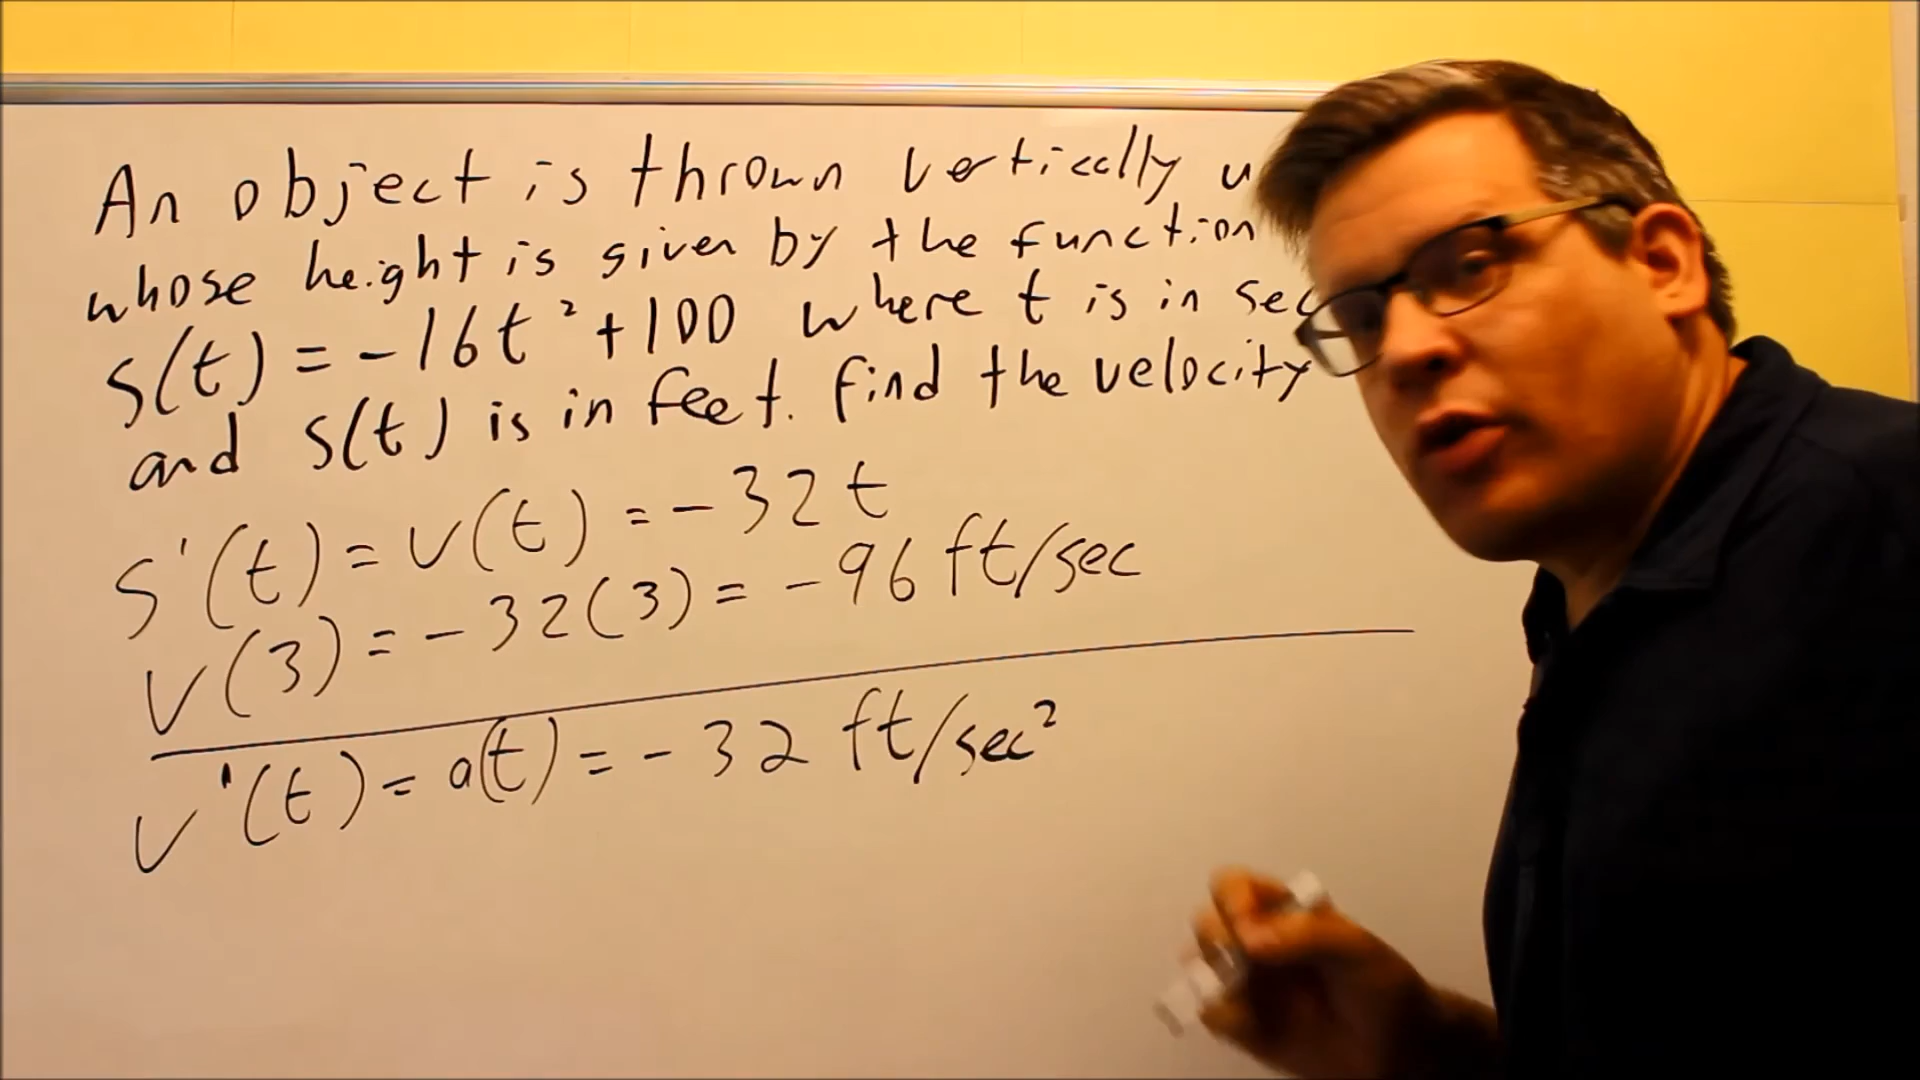 An object is thrown vertically
whose height is given by the function
s(t) = -16t² + 100 where t is in sec
and s(t) is in feet. find the velocity
s'(t) = v(t) = -32t
v(3) = -32(3) = -96 ft/sec
v'(t) = a(t) = -32 ft/sec²